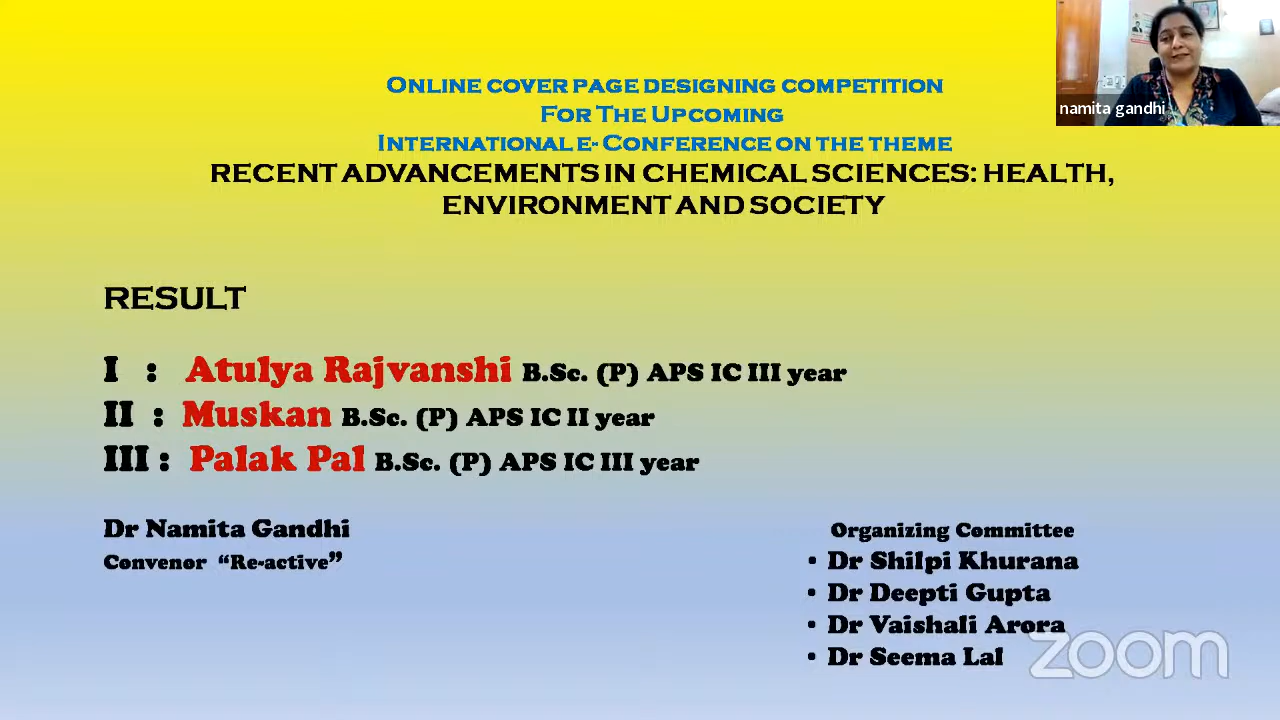 Online cover page designing competition
For The Upcoming
International e- Conference on the theme
RECENT ADVANCEMENTS IN CHEMICAL SCIENCES: HEALTH,
ENVIRONMENT AND SOCIETY
namita gandhi
RESULT
I : Atulya Rajvanshi B.Sc. (P) APS IC III year
II : Muskan B.Sc. (P) APS IC II year
III : Palak Pal B.Sc. (P) APS IC III year
Dr Namita Gandhi
Convenor “Re-active”
Organizing Committee
• Dr Shilpi Khurana
• Dr Deepti Gupta
• Dr Vaishali Arora
• Dr Seema Lal
zoom